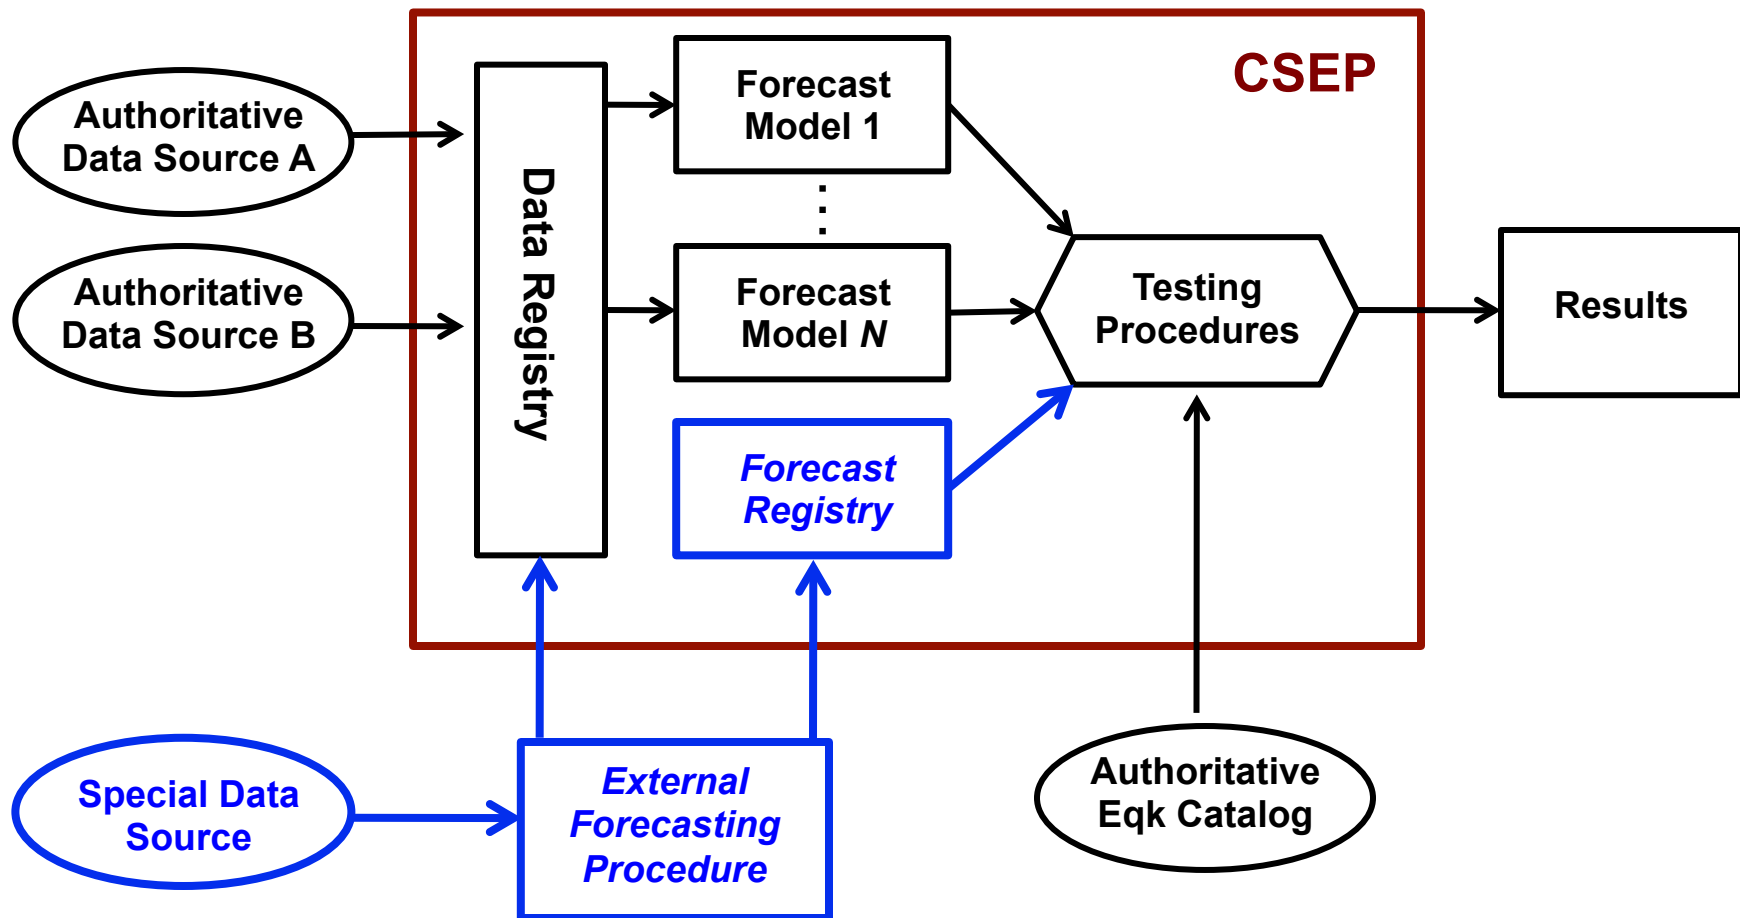 CSEP
Authoritative
Data Source A
Authoritative
Data Source B
Data Registry
Forecast
Model 1
Forecast
Model N
Forecast
Registry
Testing
Procedures
Results
Special Data
Source
External
Forecasting
Procedure
Authoritative
Eqk Catalog